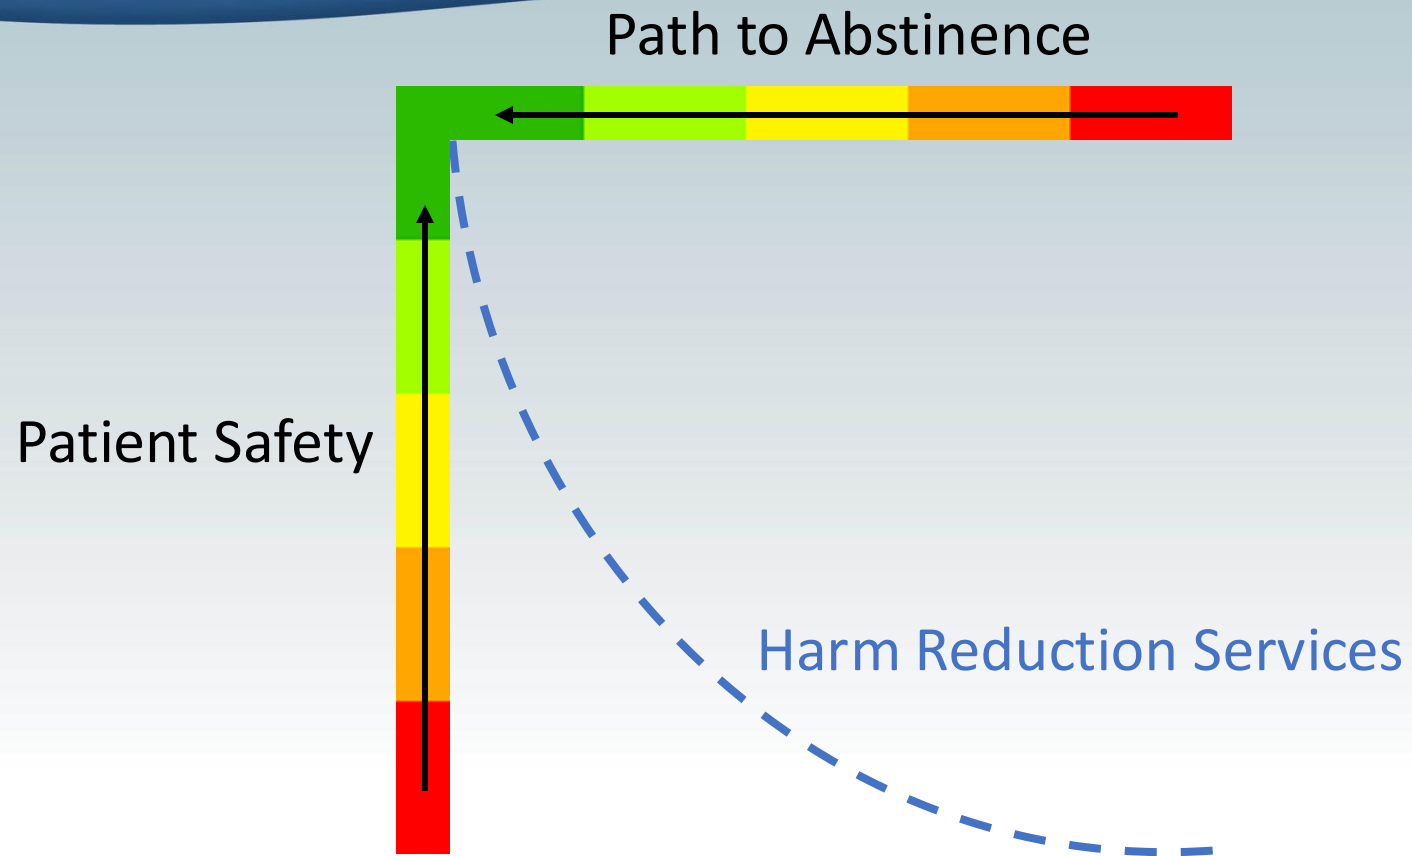 Path to Abstinence
Patient Safety
Harm Reduction Services